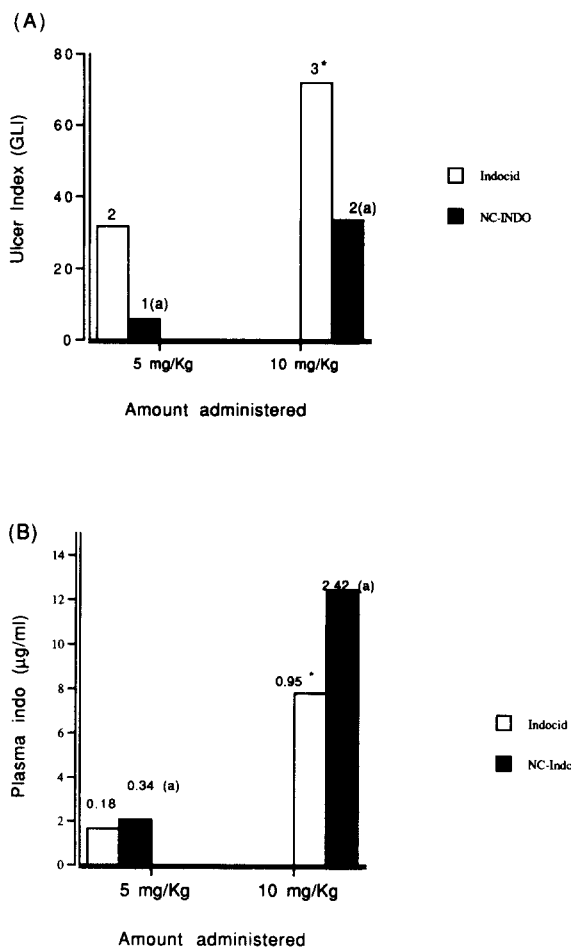 (A)
80
60
40
20
0
Ulcer Index (GLI)
2
1(a)
3*
2(a)
5 mg/Kg
10 mg/Kg
Amount administered
Indocid
NC-INDO
(B)
14
12
10
8
6
4
2
0
Plasma indo (µg/ml)
0.18
0.34 (a)
0.95 *
2.42 (a)
5 mg/Kg
10 mg/Kg
Amount administered
Indocid
NC-Indo